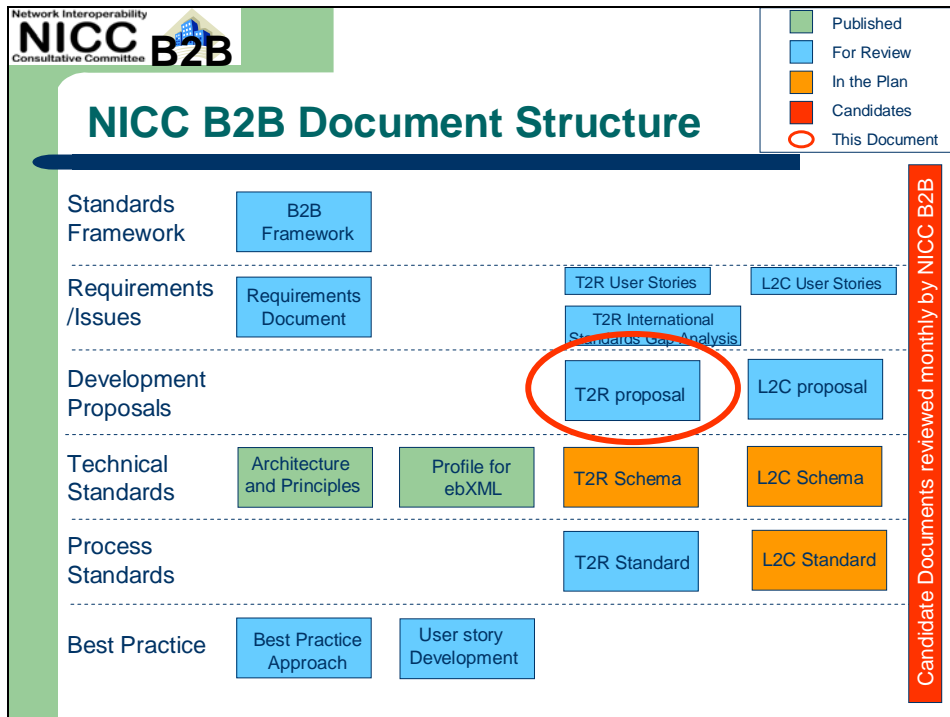 Network Interoperability
NICC
Consultative Committee
B2B
Published
For Review
In the Plan
Candidates
This Document
NICC B2B Document Structure
Standards
Framework
B2B
Framework
Requirements
/Issues
Requirements
Document
T2R User Stories
L2C User Stories
T2R International
Standards Gap Analysis
Development
Proposals
T2R proposal
L2C proposal
Technical
Standards
Architecture
and Principles
Profile for
ebXML
T2R Schema
L2C Schema
Process
Standards
T2R Standard
L2C Standard
Best Practice
Best Practice
Approach
User story
Development
Candidate Documents reviewed monthly by NICC B2B